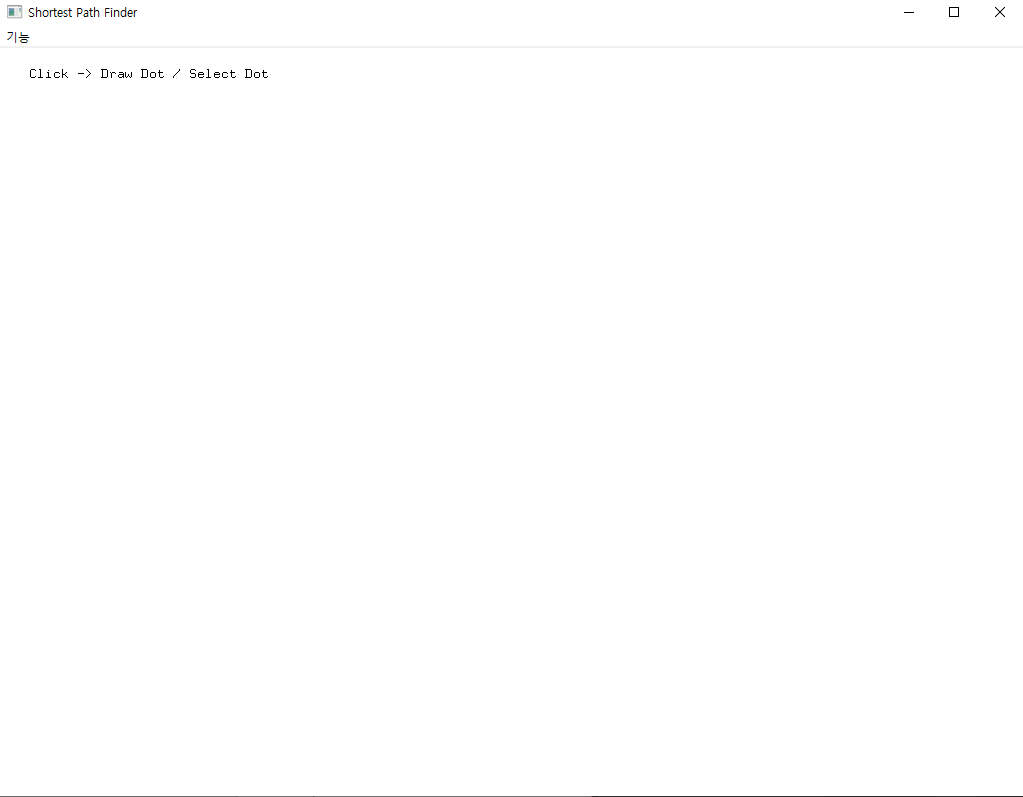 Shortest Path Finder
기능
Click -> Draw Dot / Select Dot